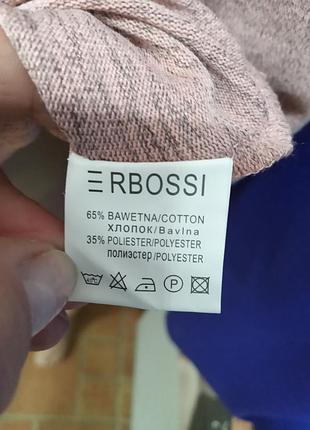 ERBOSSI
65% BAWETNA/COTTON
ХЛОПОК/Bavlna
35% POLIESTER/POLYESTER
полиэстер/POLYESTER
P